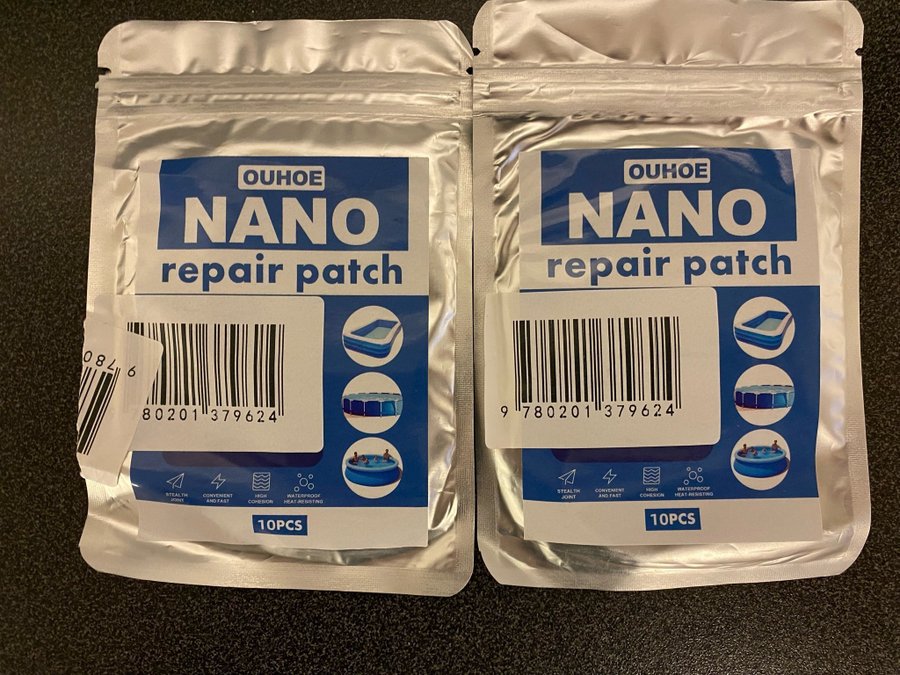 OUHOE
NANO
repair patch
780201 379624
9 780
STEALTH JOINT
CONVENIENT AND FAST
HIGH COHESION
WATERPROOF HEAT-RESISTING
10PCS
OUHOE
NANO
repair patch
9 780201 379624
STEALTH JOINT
CONVENIENT AND FAST
HIGH COHESION
WATERPROOF HEAT-RESISTING
10PCS